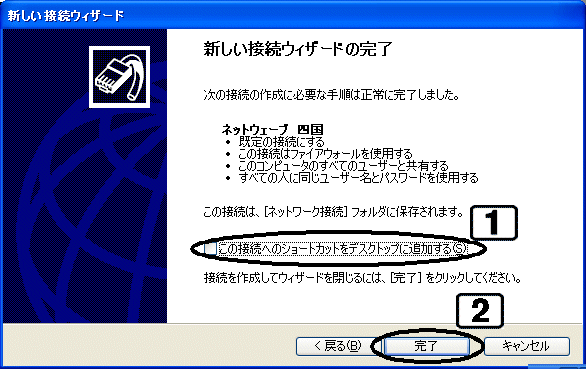 新しい接続ウィザード
新しい接続ウィザードの完了
次の接続の作成に必要な手順は正常に完了しました。
ネットウェーブ 四国
• 既定の接続にする
• この接続はファイアウォールを使用する
• このコンピュータのすべてのユーザーと共有する
• すべての人に同じユーザー名とパスワードを使用する
この接続は、[ネットワーク接続] フォルダに保存されます。
1
この接続へのショートカットをデスクトップに追加する(S)
接続を作成してウィザードを閉じるには、[完了] をクリックしてください。
2
< 戻る(B)
完了
キャンセル